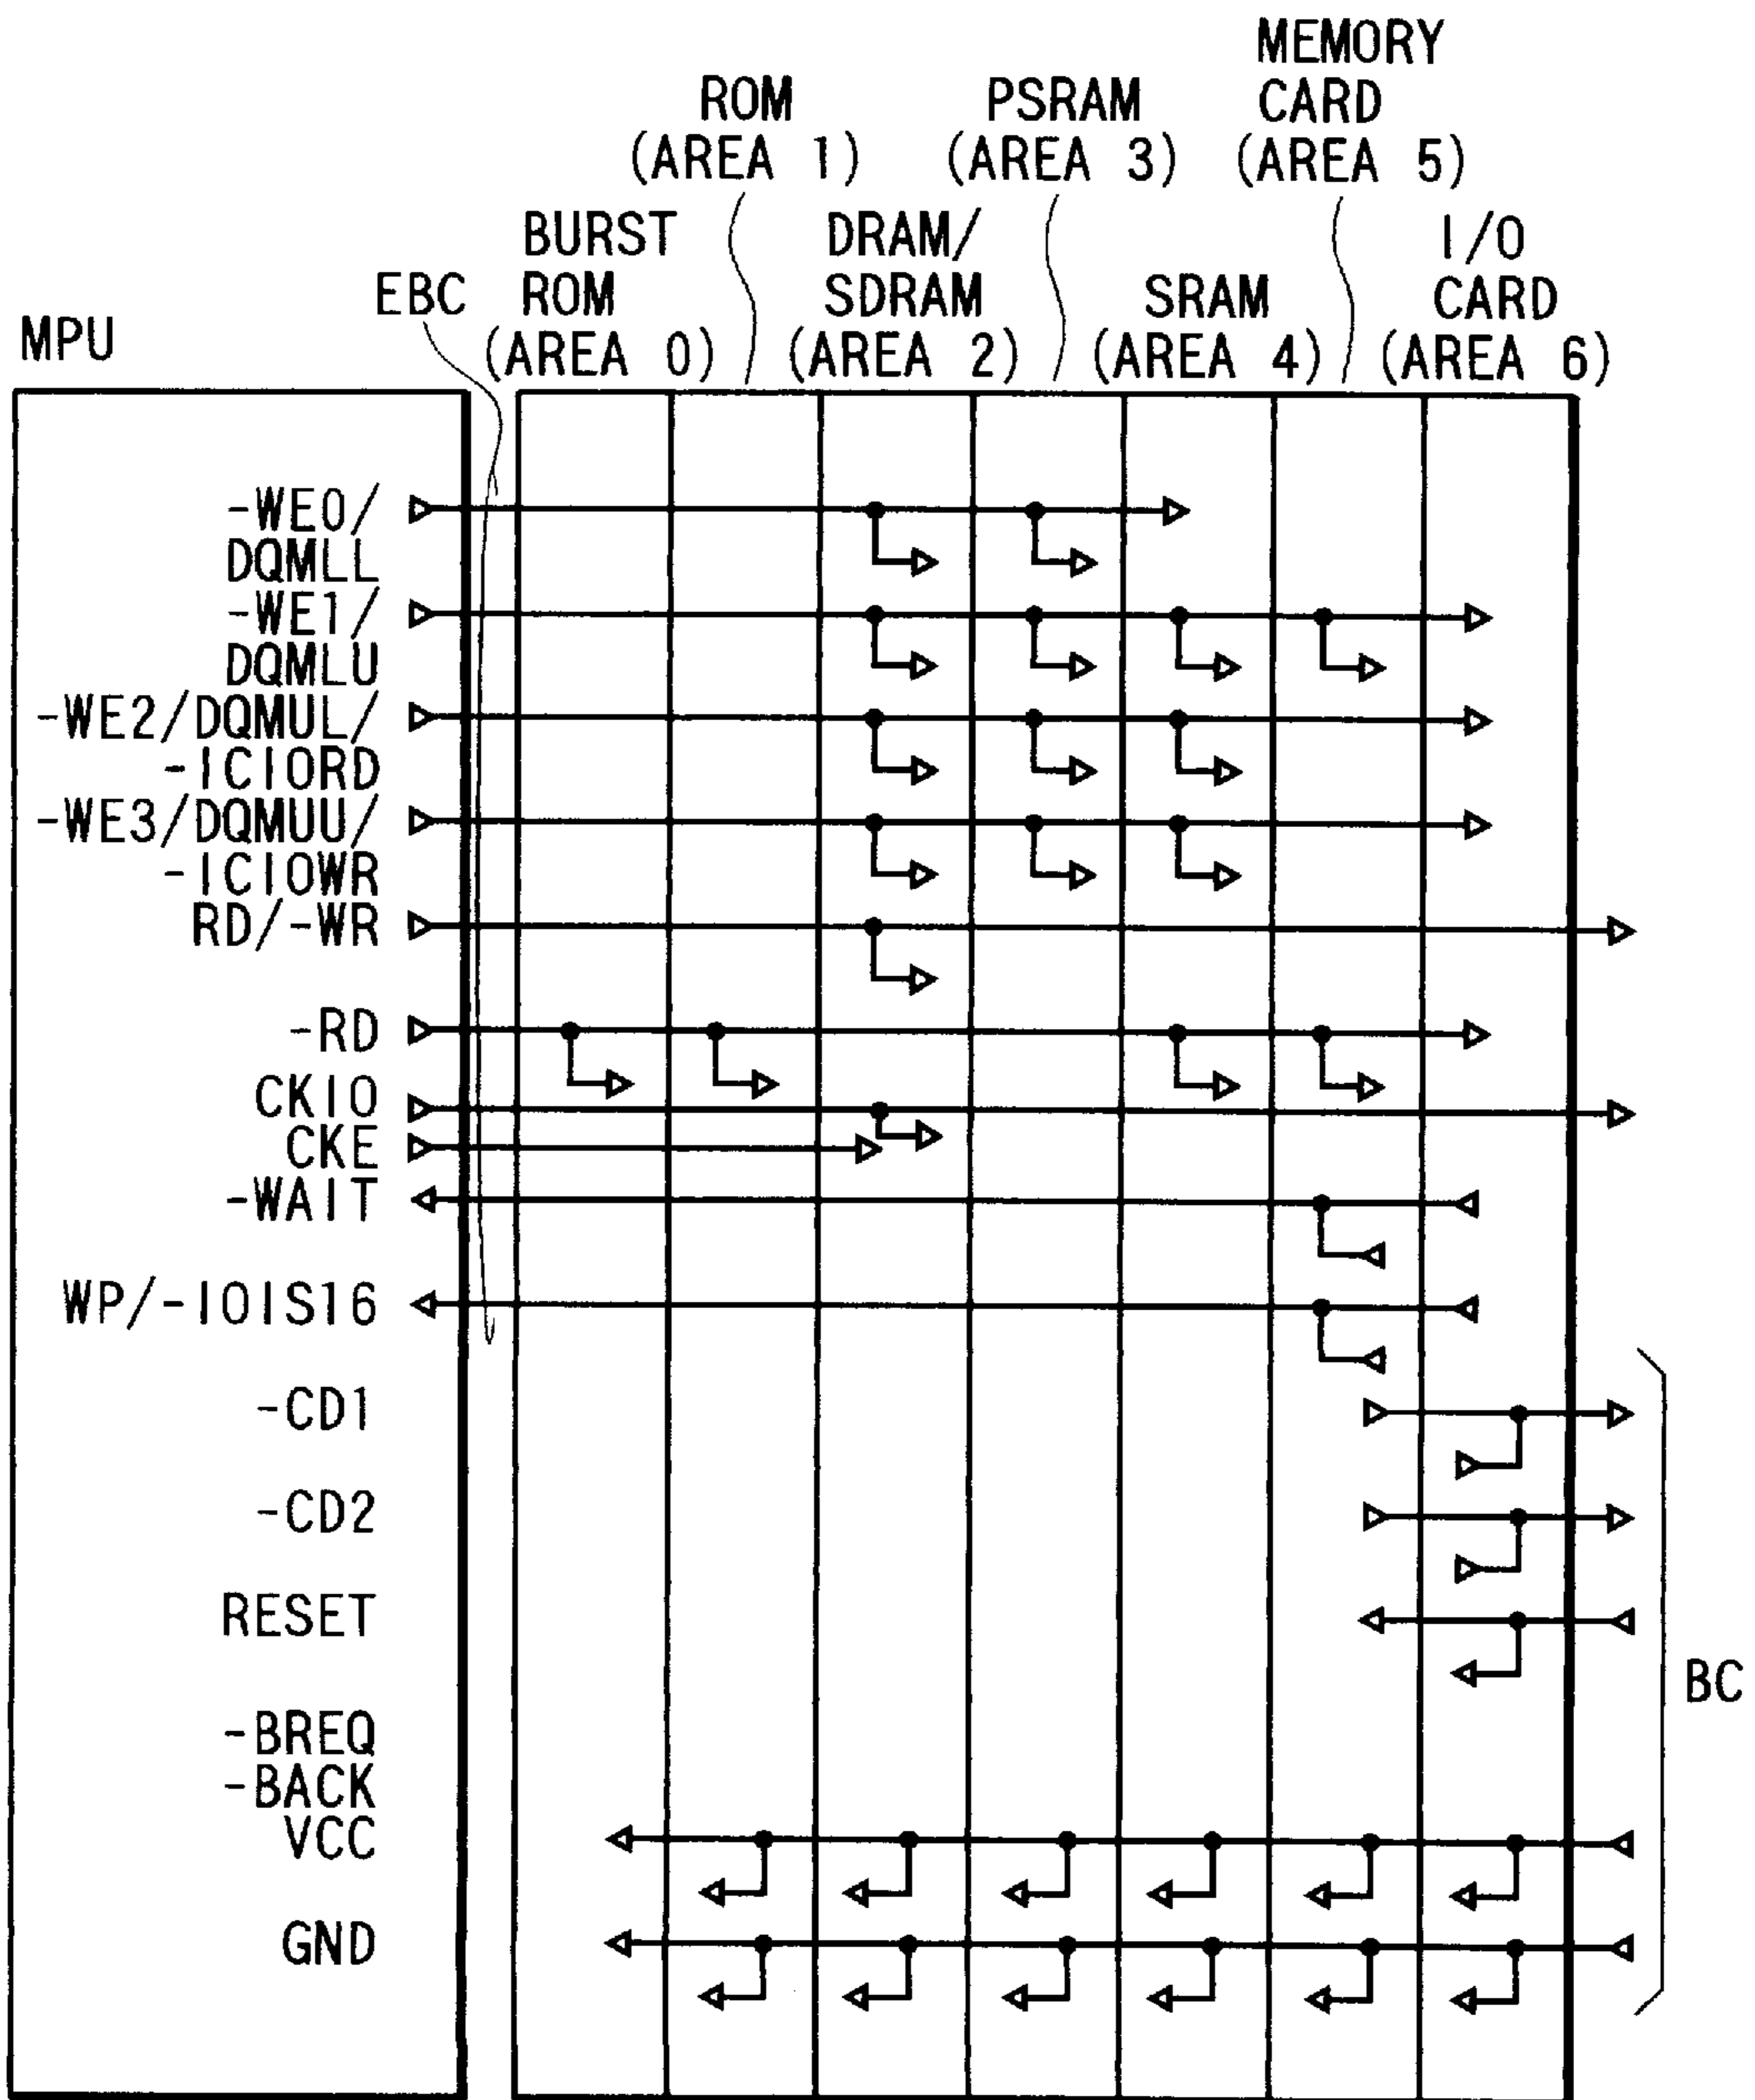 MEMORY
CARD
(AREA 5)
ROM
(AREA 1)
PSRAM
(AREA 3)
BURST
ROM
(AREA 0)
DRAM/
SDRAM
(AREA 2)
SRAM
(AREA 4)
I/O
CARD
(AREA 6)
EBC
MPU
-WE0/
DQMLL
-WE1/
DQMLU
-WE2/DQMUL/
-ICIORD
-WE3/DQMUU/
-ICIOWR
RD/-WR
-RD
CKIO
CKE
-WAIT
WP/-IOIS16
-CD1
-CD2
RESET
BC
-BREQ
-BACK
VCC
GND